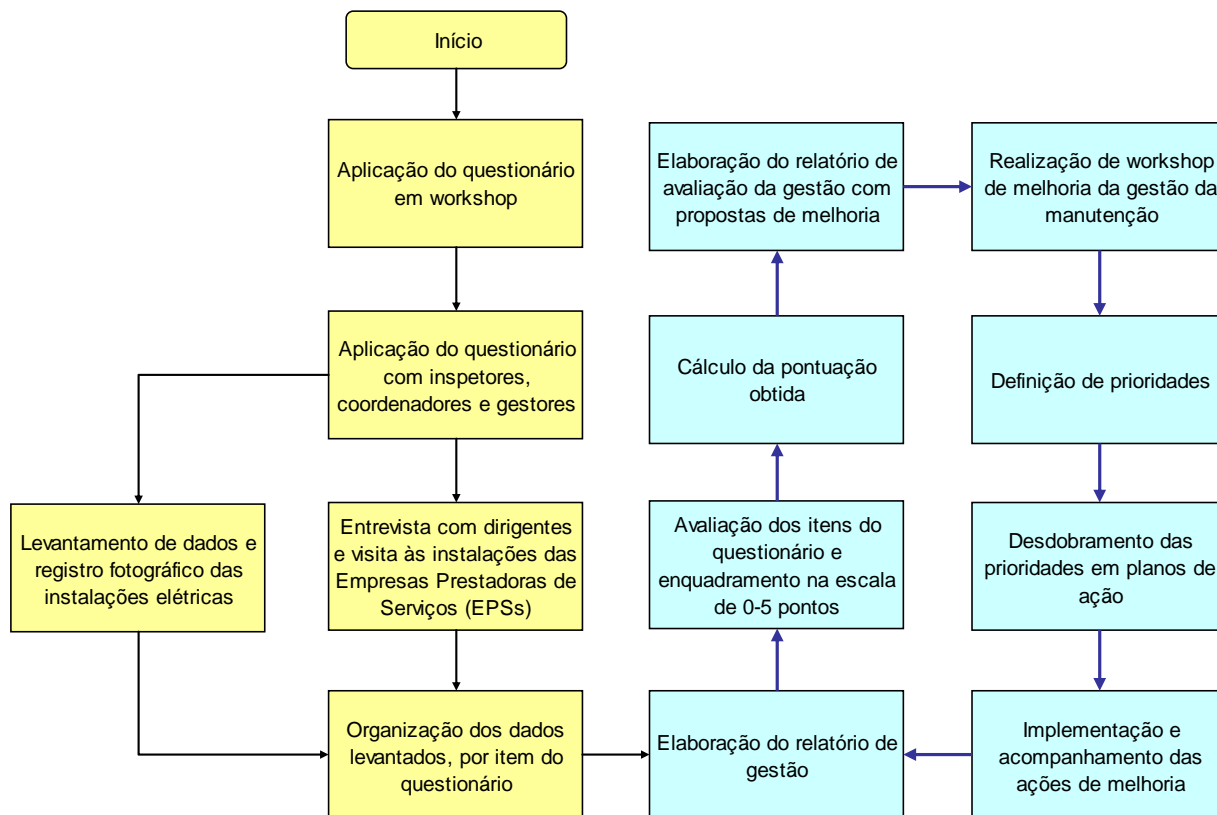 Início
Aplicação do questionário
em workshop
Aplicação do questionário
com inspetores,
coordenadores e gestores
Levantamento de dados e
registro fotográfico das
instalações elétricas
Entrevista com dirigentes
e visita às instalações das
Empresas Prestadoras de
Serviços (EPSs)
Organização dos dados
levantados, por item do
questionário
Elaboração do relatório de
gestão
Avaliação dos itens do
questionário e
enquadramento na escala
de 0-5 pontos
Cálculo da pontuação
obtida
Elaboração do relatório de
avaliação da gestão com
propostas de melhoria
Realização de workshop
de melhoria da gestão da
manutenção
Definição de prioridades
Desdobramento das
prioridades em planos de
ação
Implementação e
acompanhamento das
ações de melhoria